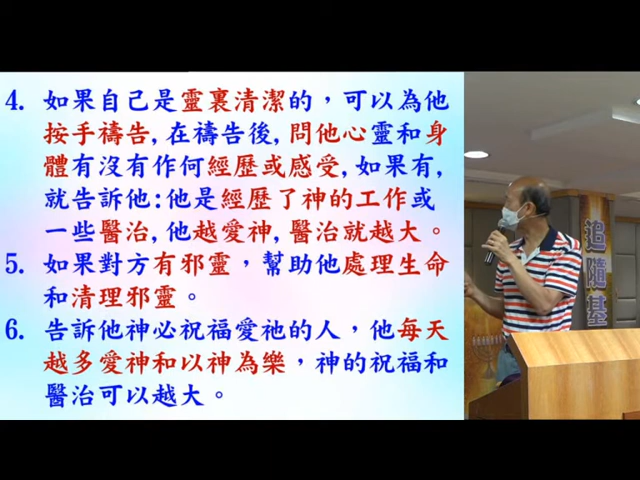 4. 如果自己是靈裏清潔的，可以為他
按手禱告,在禱告後,問他心靈和身
體有沒有作何經歷或感受,如果有,
就告訴他:他是經歷了神的工作或
一些醫治,他越愛神,醫治就越大。
5. 如果對方有邪靈，幫助他處理生命
和清理邪靈。
6. 告訴他神必祝福愛祂的人，他每天
越多愛神和以神為樂，神的祝福和
醫治可以越大。
追隨基